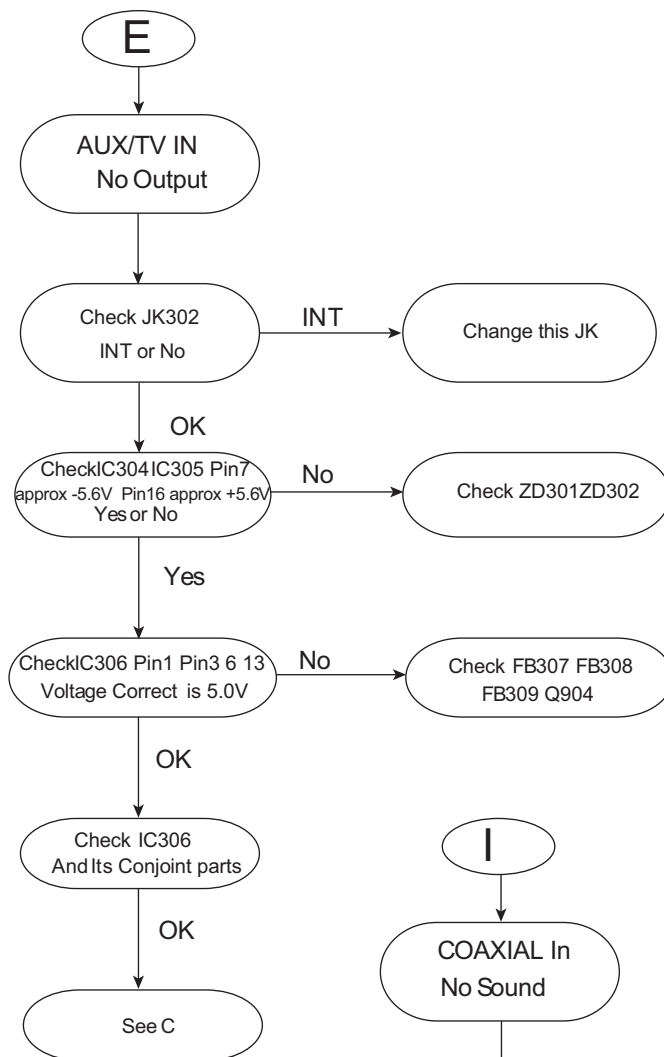 E
AUX/TV IN
No Output
Check JK302
INT or No
INT
Change this JK
OK
CheckIC304IC305 Pin7
approx -5.6V Pin16 approx +5.6V
Yes or No
No
Check ZD301ZD302
Yes
CheckIC306 Pin1 Pin3 6 13
Voltage Correct is 5.0V
No
Check FB307 FB308
FB309 Q904
OK
Check IC306
And Its Conjoint parts
OK
See C
I
COAXIAL In
No Sound